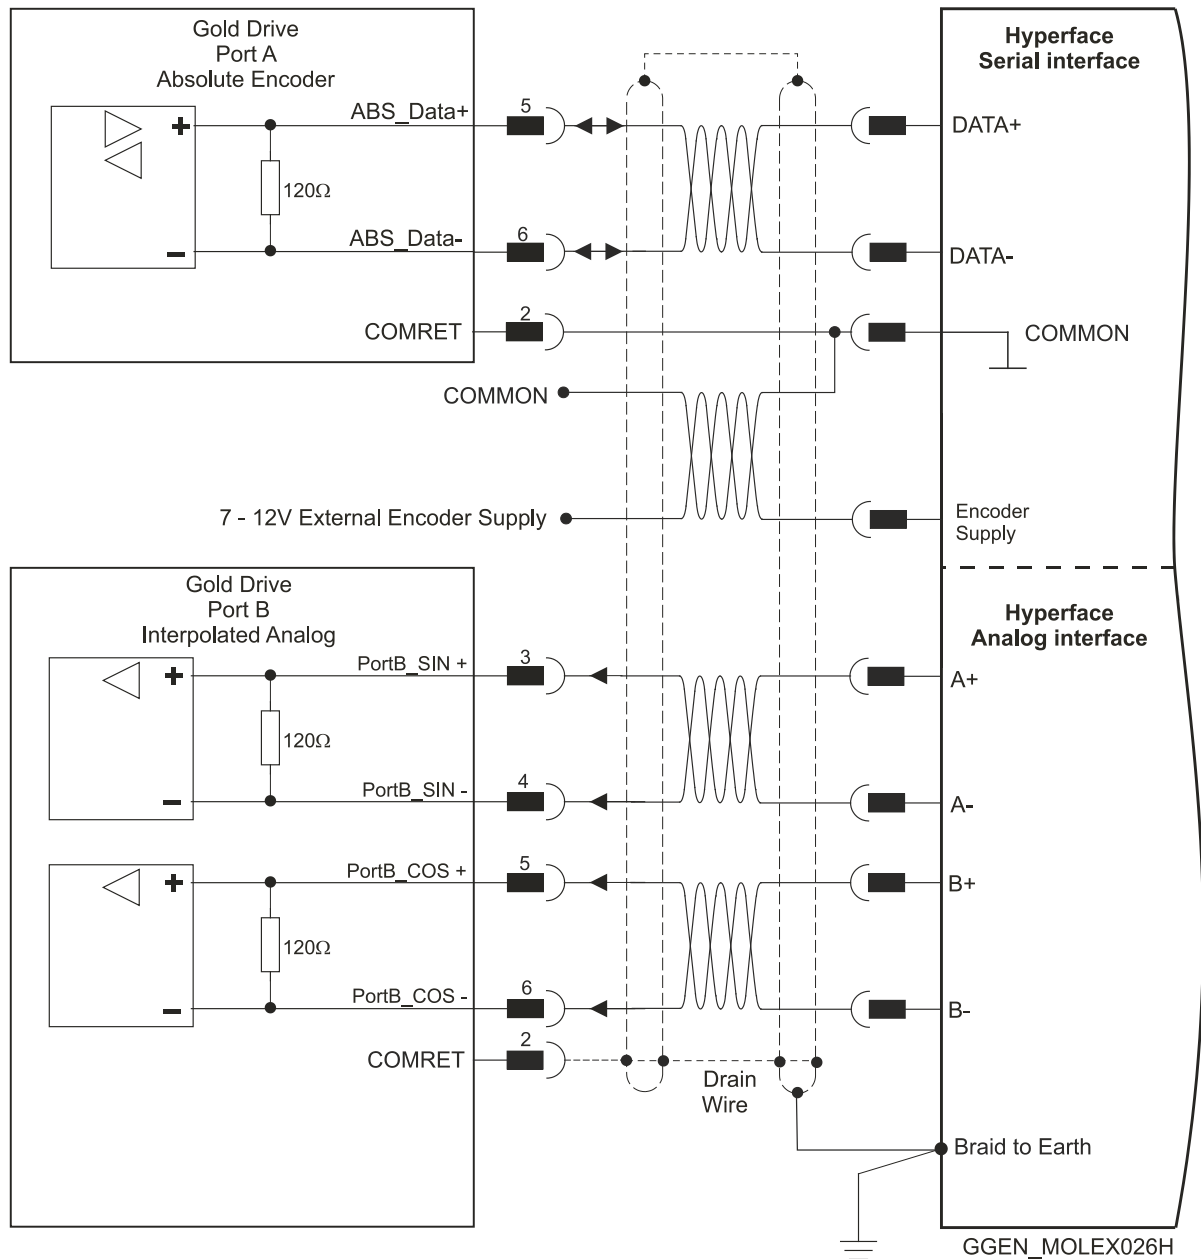 Gold Drive
Port A
Absolute Encoder
Hyperface
Serial interface
ABS_Data+
5
DATA+
+
120Ω
ABS_Data-
6
DATA-
-
COMRET
2
COMMON
COMMON
7 - 12V External Encoder Supply
Encoder
Supply
Gold Drive
Port B
Interpolated Analog
Hyperface
Analog interface
PortB_SIN +
3
A+
+
120Ω
PortB_SIN -
4
A-
-
PortB_COS +
5
B+
+
120Ω
PortB_COS -
6
B-
-
COMRET
2
Drain
Wire
Braid to Earth
GGEN_MOLEX026H